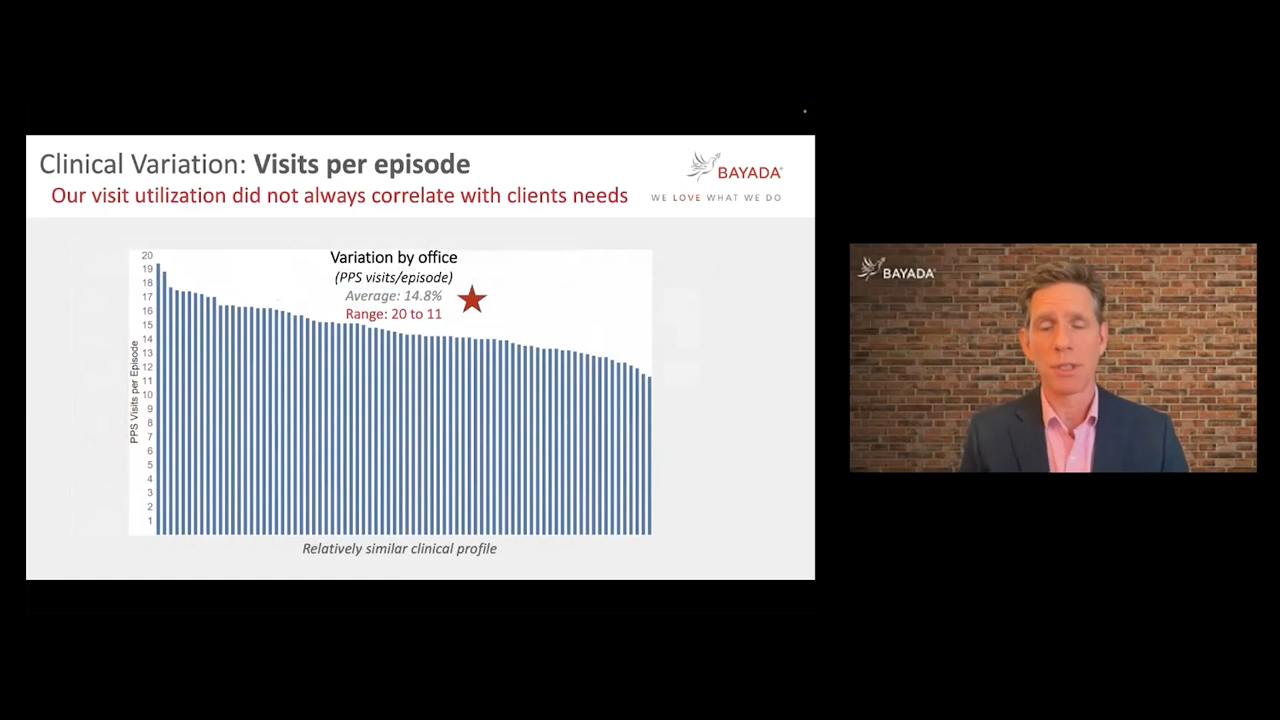 Clinical Variation: Visits per episode
Our visit utilization did not always correlate with clients needs
BAYADA®
WE LOVE WHAT WE DO
Variation by office
(PPS visits/episode)
Average: 14.8%
Range: 20 to 11
PPS Visits per Episode
20
19
18
17
16
15
14
13
12
11
10
9
8
7
6
5
4
3
2
1
Relatively similar clinical profile
BAYADA®